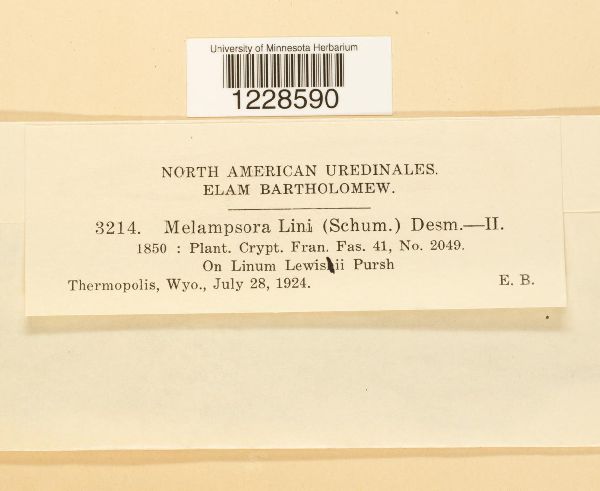 University of Minnesota Herbarium
1228590
NORTH AMERICAN UREDINALES.
ELAM BARTHOLOMEW.
3214. Melampsora Lini (Schum.) Desm.—II.
1850 : Plant. Crypt. Fran. Fas. 41, No. 2049.
On Linum Lewisii Pursh
Thermopolis, Wyo., July 28, 1924. E. B.